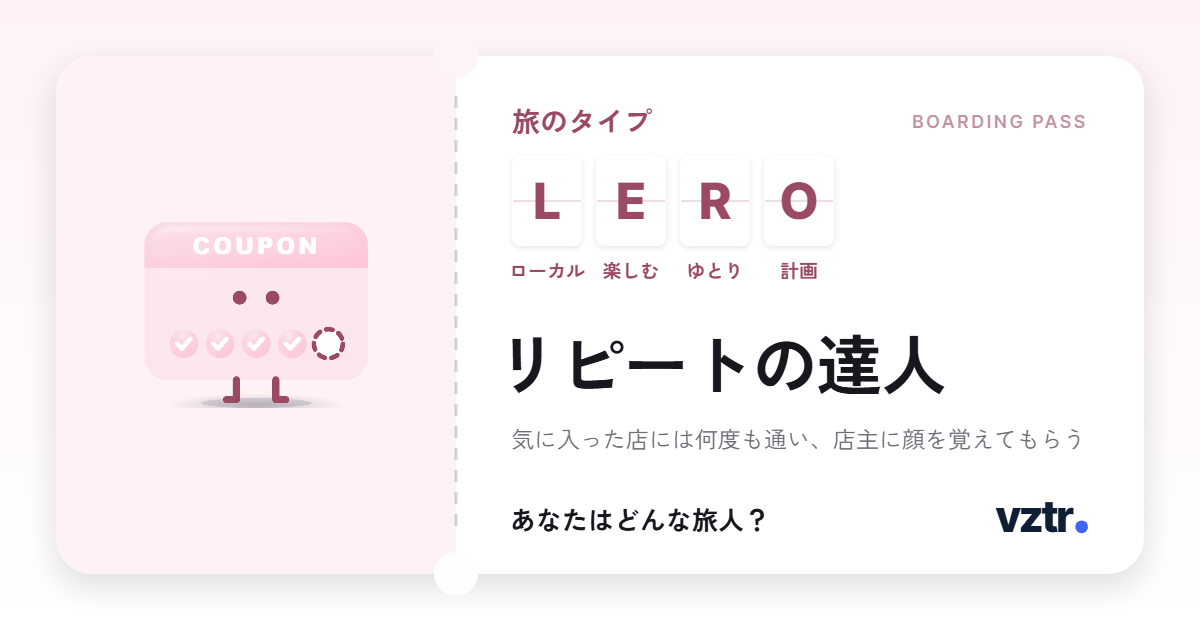 COUPON
旅のタイプ
BOARDING PASS
L E R O
ローカル 楽しむ ゆとり 計画
リピートの達人
気に入った店には何度も通い、店主に顔を覚えてもらう
あなたはどんな旅人？
vztr.